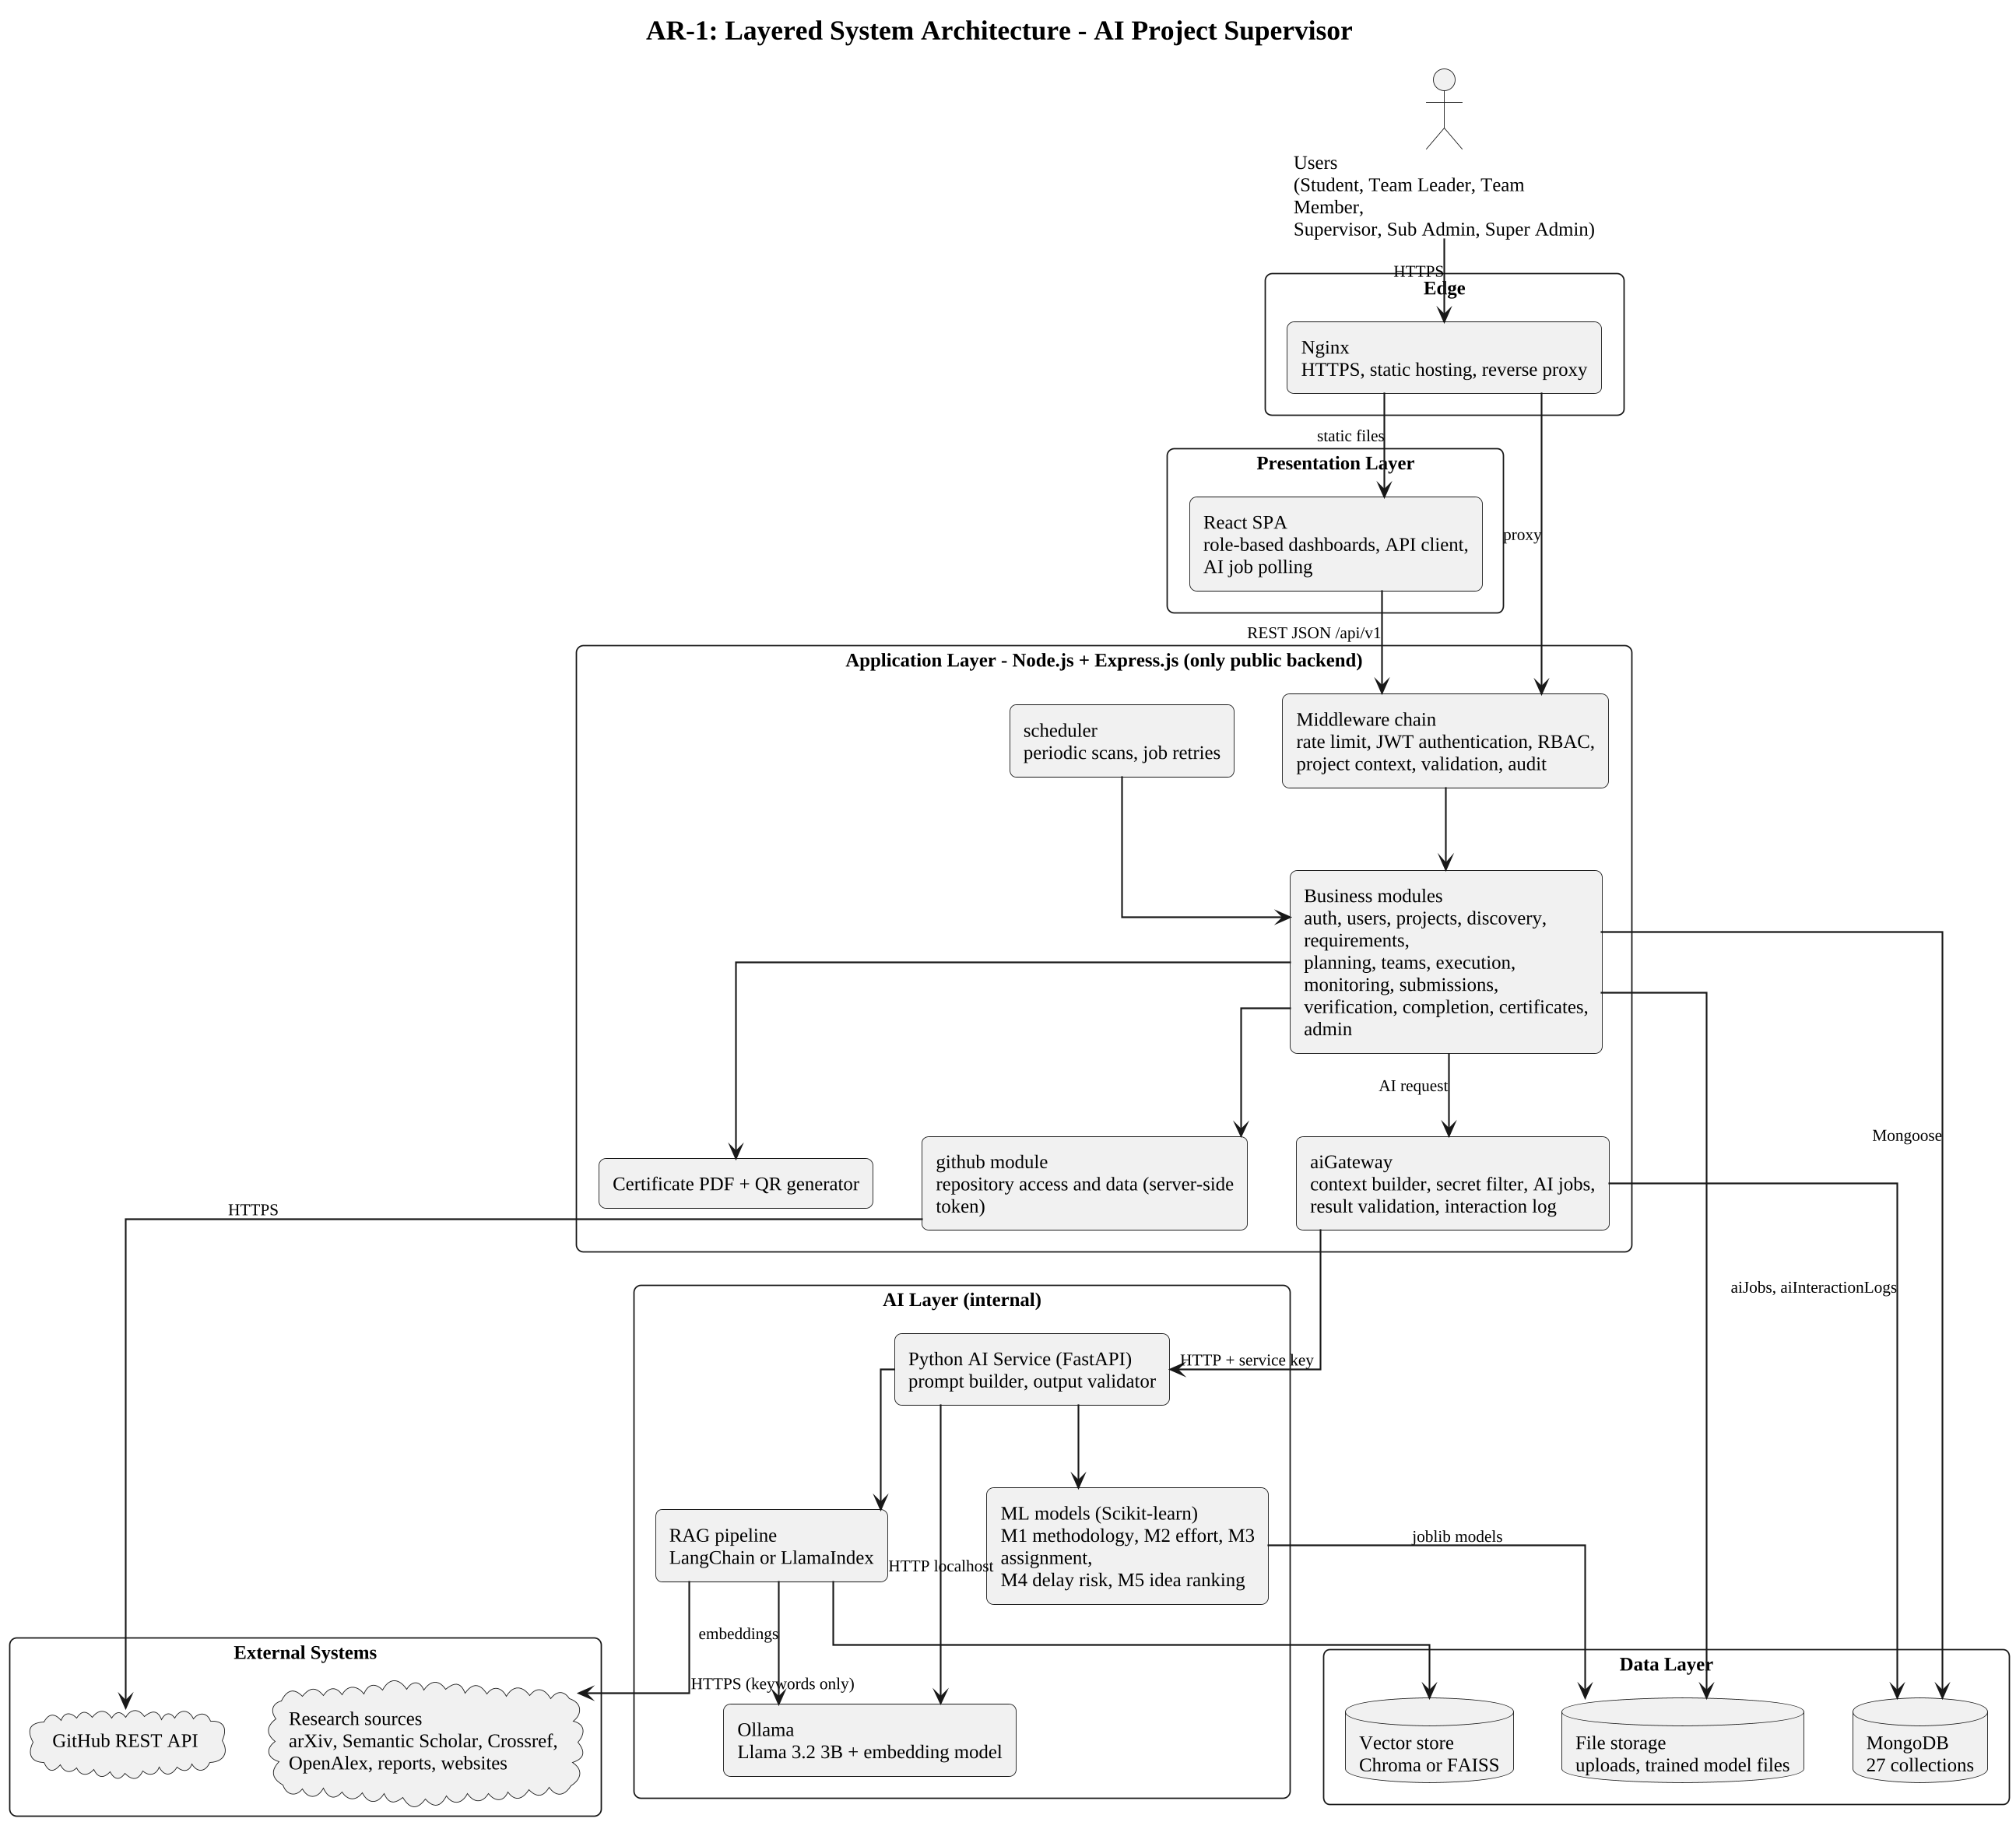 AR-1: Layered System Architecture - AI Project Supervisor
Users
(Student, Team Leader, Team
Member,
Supervisor, Sub Admin, Super Admin)
HTTPS
Edge
Nginx
HTTPS, static hosting, reverse proxy
static files
Presentation Layer
React SPA
role-based dashboards, API client,
AI job polling
proxy
REST JSON /api/v1
Application Layer - Node.js + Express.js (only public backend)
scheduler
periodic scans, job retries
Middleware chain
rate limit, JWT authentication, RBAC,
project context, validation, audit
Business modules
auth, users, projects, discovery,
requirements,
planning, teams, execution,
monitoring, submissions,
verification, completion, certificates,
admin
AI request
Mongoose
Certificate PDF + QR generator
github module
repository access and data (server-side
token)
aiGateway
context builder, secret filter, AI jobs,
result validation, interaction log
HTTPS
aiJobs, aiInteractionLogs
AI Layer (internal)
Python AI Service (FastAPI)
prompt builder, output validator
HTTP + service key
RAG pipeline
LangChain or LlamaIndex
HTTP localhost
ML models (Scikit-learn)
M1 methodology, M2 effort, M3
assignment,
M4 delay risk, M5 idea ranking
joblib models
embeddings
HTTPS (keywords only)
Ollama
Llama 3.2 3B + embedding model
External Systems
GitHub REST API
Research sources
arXiv, Semantic Scholar, Crossref,
OpenAlex, reports, websites
Data Layer
Vector store
Chroma or FAISS
File storage
uploads, trained model files
MongoDB
27 collections